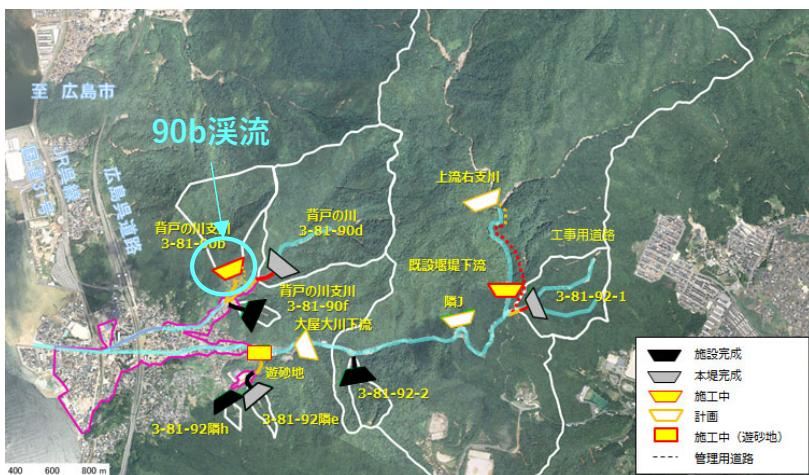 至 広島市
国道31号
JR呉線
広島呉道路
90b渓流
背戸の川支川
3-81-90b
背戸の川
3-81-90d
背戸の川支川
3-81-90f
大屋大川下流
遊砂地
3-81-92隣h
3-81-92隣e
3-81-92-2
上流右支川
工事用道路
既設堰堤下流
隣J
3-81-92-1
施設完成
本堤完成
施工中
計画
施工中（遊砂地）
管理用道路
400 600 800 m